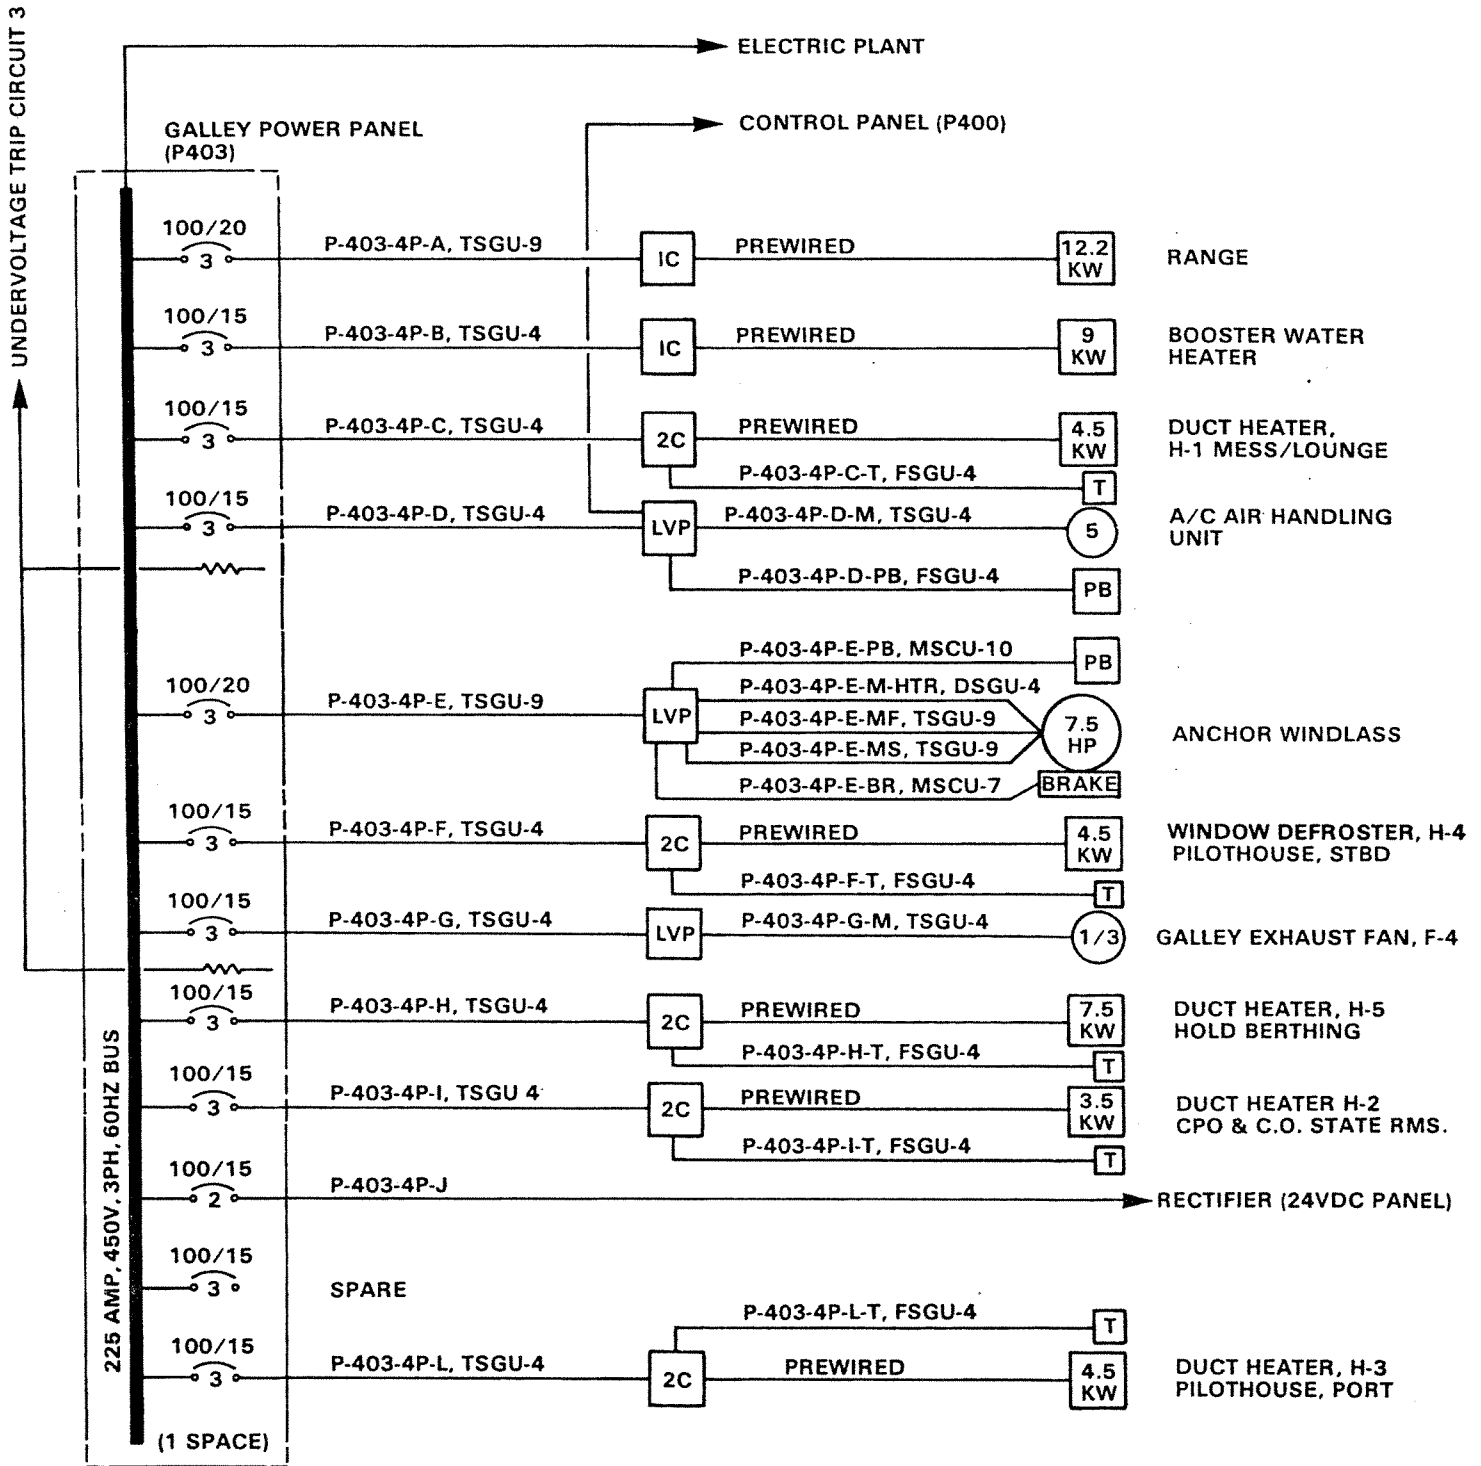 UNDERVOLTAGE TRIP CIRCUIT 3
ELECTRIC PLANT
CONTROL PANEL (P400)
GALLEY POWER PANEL
(P403)
100/20
3
P-403-4P-A, TSGU-9
IC
PREWIRED
12.2
KW
RANGE
100/15
3
P-403-4P-B, TSGU-4
IC
PREWIRED
9
KW
BOOSTER WATER
HEATER
100/15
3
P-403-4P-C, TSGU-4
2C
PREWIRED
4.5
KW
DUCT HEATER,
H-1 MESS/LOUNGE
P-403-4P-C-T, FSGU-4
T
100/15
3
P-403-4P-D, TSGU-4
LVP
P-403-4P-D-M, TSGU-4
5
A/C AIR HANDLING
UNIT
P-403-4P-D-PB, FSGU-4
PB
P-403-4P-E-PB, MSCU-10
PB
100/20
3
P-403-4P-E, TSGU-9
LVP
P-403-4P-E-M-HTR, DSGU-4
P-403-4P-E-MF, TSGU-9
P-403-4P-E-MS, TSGU-9
7.5
HP
ANCHOR WINDLASS
P-403-4P-E-BR, MSCU-7
BRAKE
100/15
3
P-403-4P-F, TSGU-4
2C
PREWIRED
4.5
KW
WINDOW DEFROSTER, H-4
PILOTHOUSE, STBD
P-403-4P-F-T, FSGU-4
T
100/15
3
P-403-4P-G, TSGU-4
LVP
P-403-4P-G-M, TSGU-4
1/3
GALLEY EXHAUST FAN, F-4
100/15
3
P-403-4P-H, TSGU-4
2C
PREWIRED
7.5
KW
DUCT HEATER, H-5
HOLD BERTHING
P-403-4P-H-T, FSGU-4
T
100/15
3
P-403-4P-I, TSGU 4
2C
PREWIRED
3.5
KW
DUCT HEATER H-2
CPO & C.O. STATE RMS.
P-403-4P-I-T, FSGU-4
T
100/15
2
P-403-4P-J
RECTIFIER (24VDC PANEL)
100/15
3
SPARE
P-403-4P-L-T, FSGU-4
T
100/15
3
P-403-4P-L, TSGU-4
2C
PREWIRED
4.5
KW
DUCT HEATER, H-3
PILOTHOUSE, PORT
225 AMP, 450V, 3PH, 60HZ BUS
(1 SPACE)